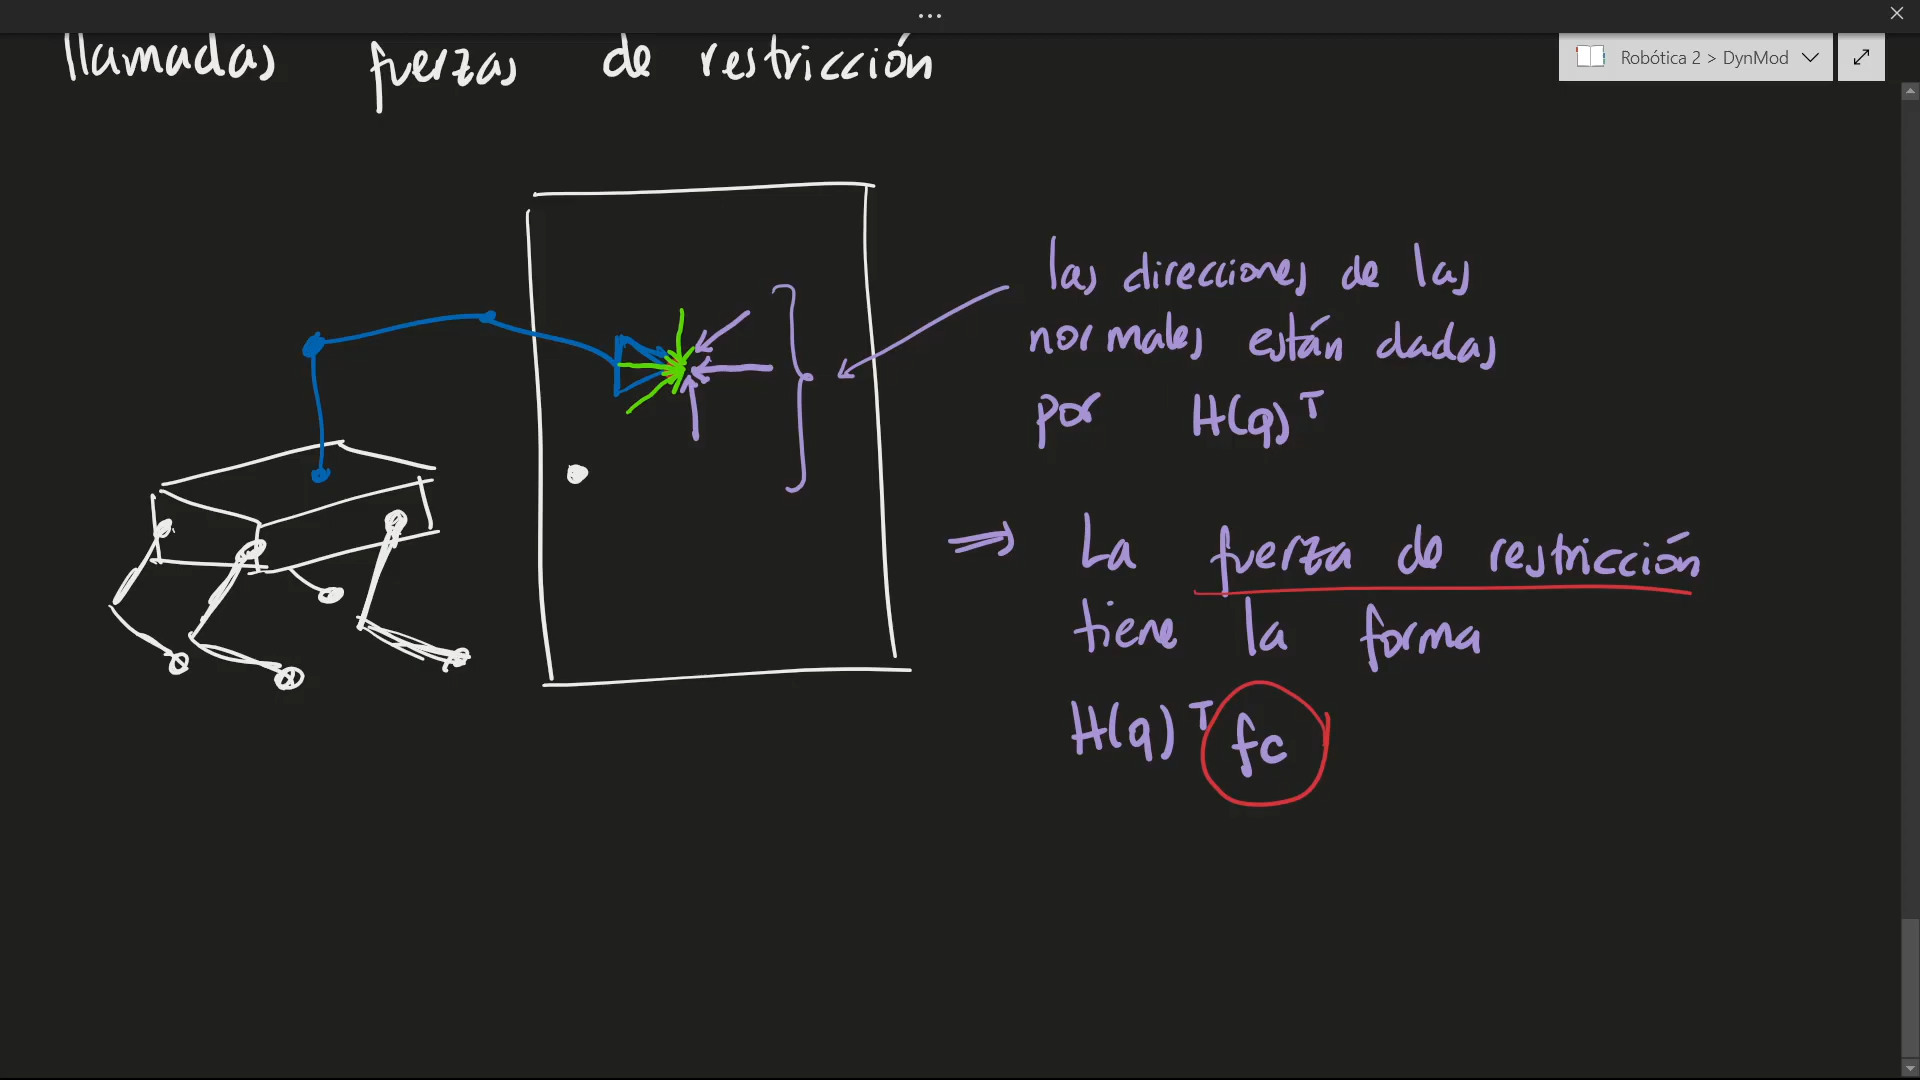 llamadas fuerzas de restricción
Robótica 2 > DynMod
las direcciones de las
normales están dadas
por H(q)ᵀ
⇒ La fuerza de restricción
tiene la forma
H(q)ᵀ fc